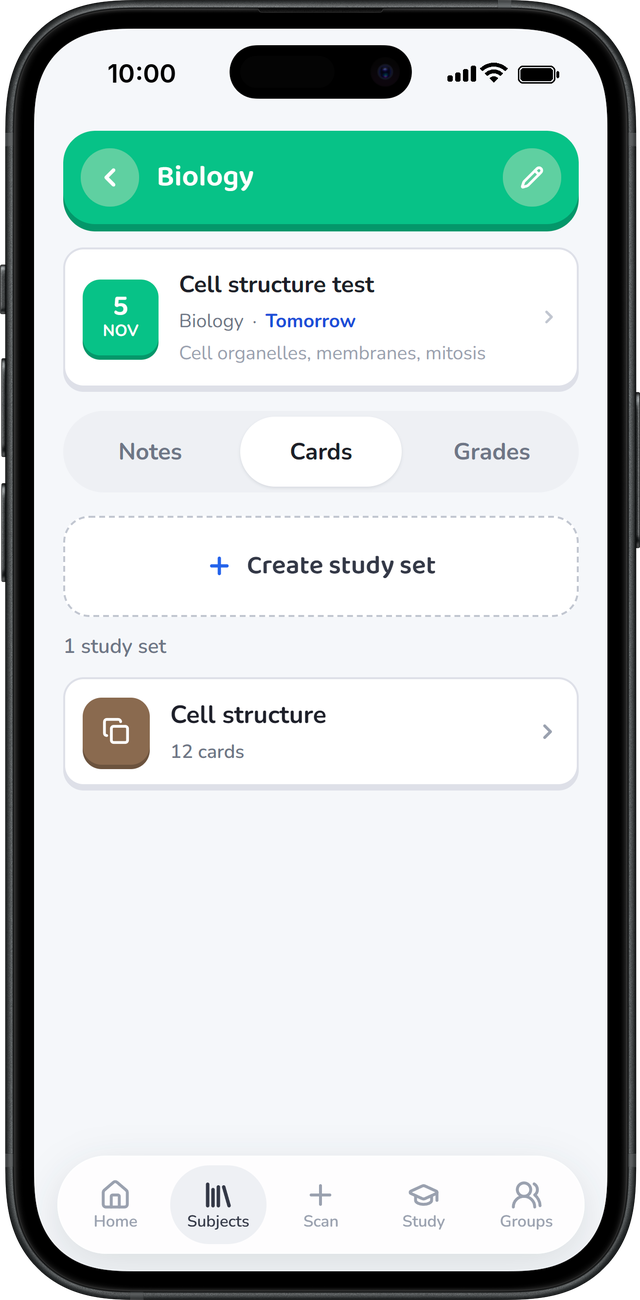 10:00
Biology
5
NOV
Cell structure test
Biology · Tomorrow
Cell organelles, membranes, mitosis
Notes
Cards
Grades
+ Create study set
1 study set
Cell structure
12 cards
Home
Subjects
Scan
Study
Groups